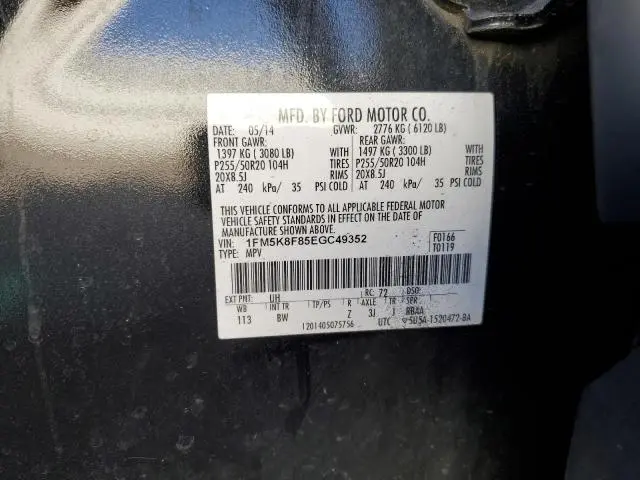 MFD. BY FORD MOTOR CO.
DATE: 05/14 GVWR: 2776 KG ( 6120 LB)
FRONT GAWR: REAR GAWR:
1397 KG ( 3080 LB) WITH 1497 KG ( 3300 LB) WITH
P255/50R20 104H TIRES P255/50R20 104H TIRES
20X8.5J RIMS 20X8.5J RIMS
AT 240 kPa/ 35 PSI COLD AT 240 kPa/ 35 PSI COLD
THIS VEHICLE CONFORMS TO ALL APPLICABLE FEDERAL MOTOR
VEHICLE SAFETY STANDARDS IN EFFECT ON THE DATE OF
MANUFACTURE SHOWN ABOVE.
VIN: 1FM5K8F85EGC49352 F0166
TYPE: MPV T0119
EXT PNT: UH RC: 72 DSO:
WB INT TR TP/PS R AXLE TR SPR
113 BW Z 3J J BBAA
1201405075756 UTC 5U5A-1520472-BA